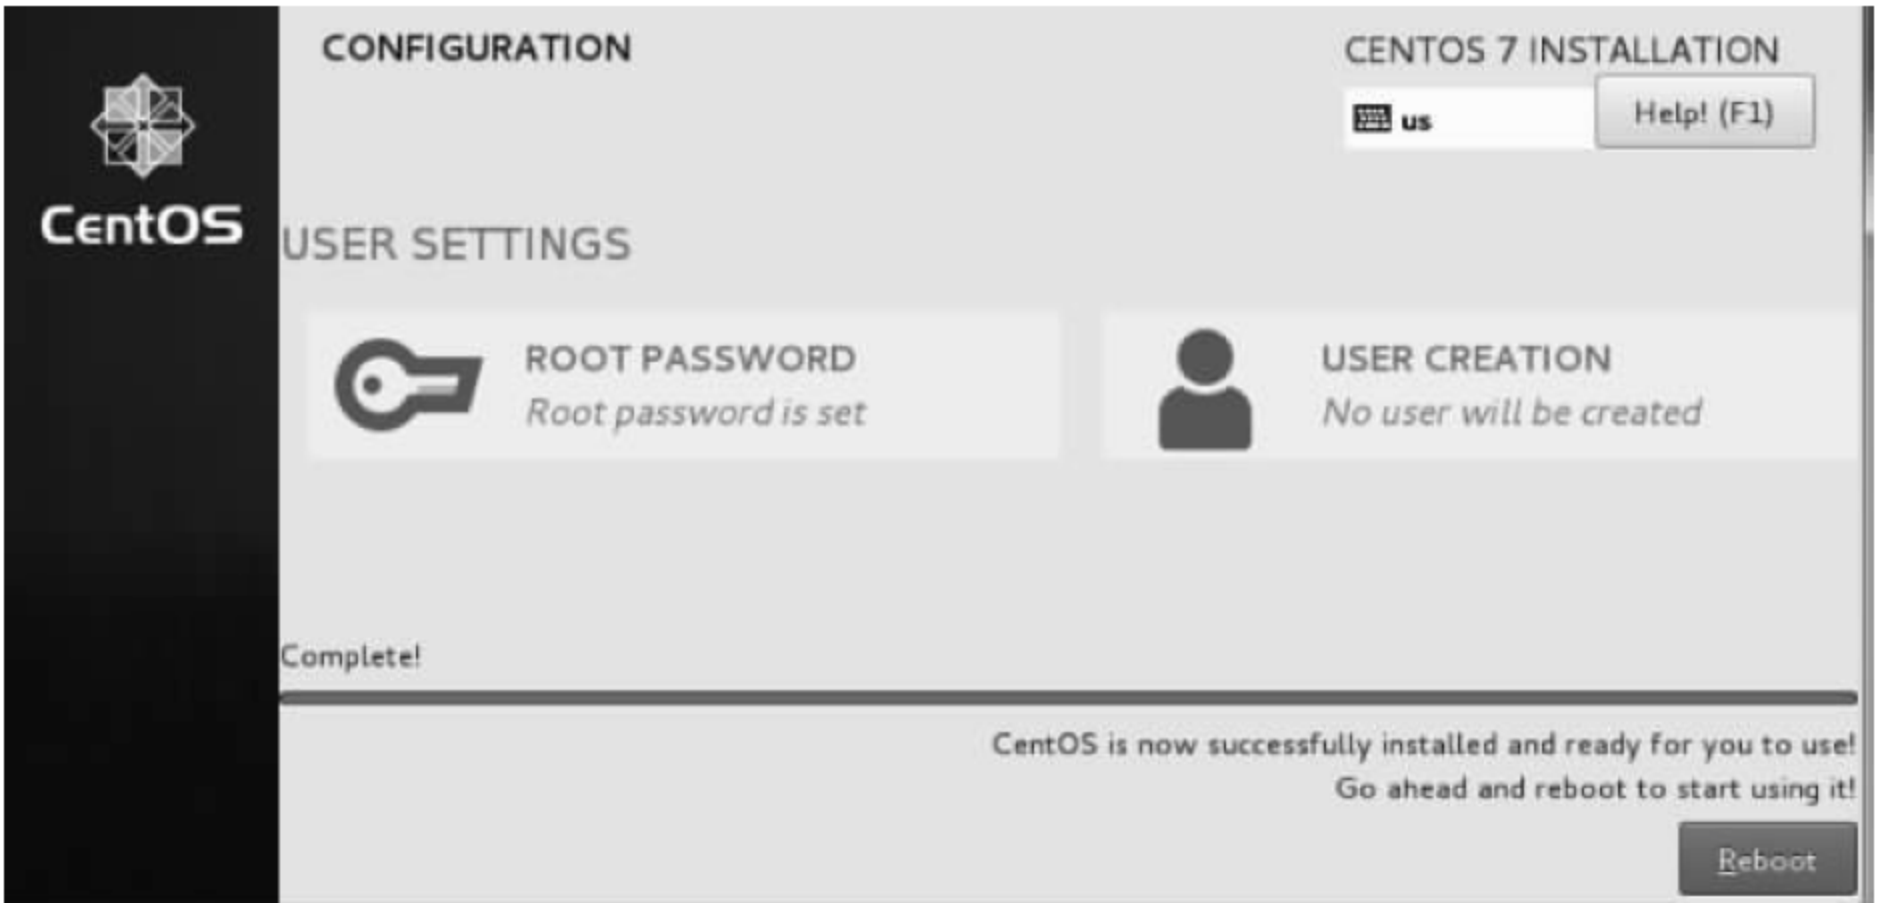 CentOS
CONFIGURATION
CENTOS 7 INSTALLATION
us
Help! (F1)
USER SETTINGS
ROOT PASSWORD
Root password is set
USER CREATION
No user will be created
Complete!
CentOS is now successfully installed and ready for you to use!
Go ahead and reboot to start using it!
Reboot